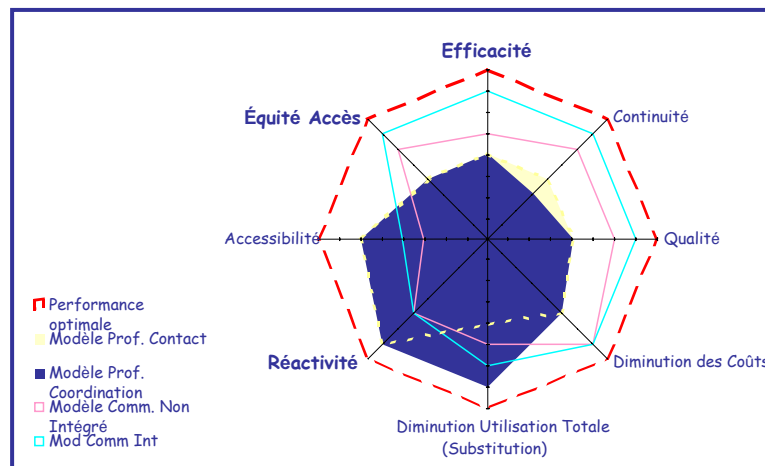 Efficacité
Continuité
Équité Accès
Accessibilité
Qualité
Performance
optimale
Modèle Prof. Contact
Réactivité
Diminution des Coûts
Modèle Prof.
Coordination
Modèle Comm. Non
Intégré
Mod Comm Int
Diminution Utilisation Totale
(Substitution)